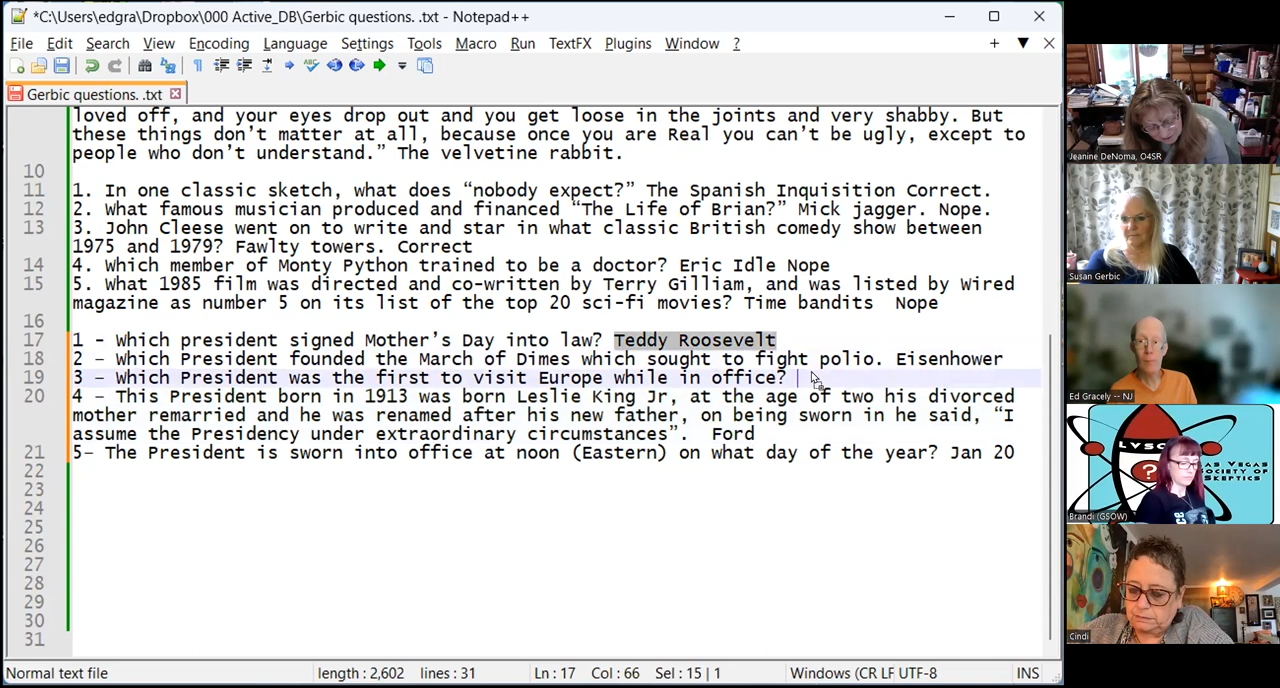 *C:\Users\edgra\Dropbox\000 Active_DB\Gerbic questions. .txt - Notepad++
File Edit Search View Encoding Language Settings Tools Macro Run TextFX Plugins Window ?
Gerbic questions. .txt
loved off, and your eyes drop out and you get loose in the joints and very shabby. But
these things don’t matter at all, because once you are Real you can’t be ugly, except to
people who don’t understand.” The velvetine rabbit.
10
11 1. In one classic sketch, what does “nobody expect?” The Spanish Inquisition Correct.
12 2. What famous musician produced and financed “The Life of Brian?” Mick jagger. Nope.
13 3. John Cleese went on to write and star in what classic British comedy show between
1975 and 1979? Fawlty towers. Correct
14 4. Which member of Monty Python trained to be a doctor? Eric Idle Nope
15 5. What 1985 film was directed and co-written by Terry Gilliam, and was listed by Wired
magazine as number 5 on its list of the top 20 sci-fi movies? Time bandits  Nope
16
17 1 - Which president signed Mother’s Day into law? Teddy Roosevelt
18 2 – Which President founded the March of Dimes which sought to fight polio. Eisenhower
19 3 – Which President was the first to visit Europe while in office?
20 4 – This President born in 1913 was born Leslie King Jr, at the age of two his divorced
mother remarried and he was renamed after his new father, on being sworn in he said, “I
assume the Presidency under extraordinary circumstances”.  Ford
21 5– The President is sworn into office at noon (Eastern) on what day of the year? Jan 20
22
23
24
25
26
27
28
29
30
31
Normal text file length : 2,602 lines : 31 Ln : 17 Col : 66 Sel : 15 | 1 Windows (CR LF UTF-8 INS
Jeanine DeNoma, O4SR
Susan Gerbic
Ed Gracely -- NJ
LVSO
?
AS VEGAS
SOCIETY OF
SKEPTICS
Brandi (GSOW)
Cindi